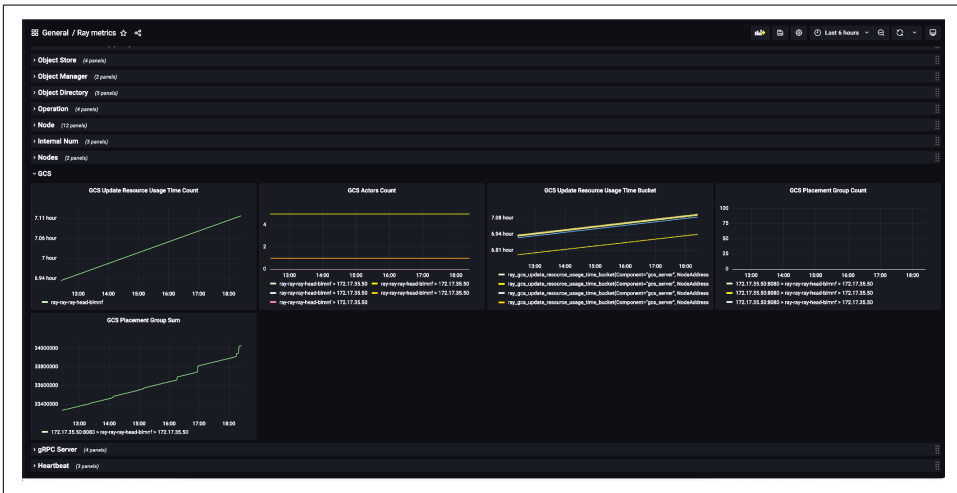 General / Ray metrics
Last 6 hours
Object Store (4 panels)
Object Manager (2 panels)
Object Directory (5 panels)
Operation (4 panels)
Node (12 panels)
Internal Num (3 panels)
Nodes (2 panels)
GCS
GCS Update Resource Usage Time Count
7.11 hour
7.06 hour
7 hour
6.94 hour
13:00 14:00 15:00 16:00 17:00 18:00
ray-ray-ray-head-blmnf
GCS Actors Count
4
2
0
13:00 14:00 15:00 16:00 17:00 18:00
ray-ray-ray-head-blmnf > 172.17.35.50 ray-ray-ray-head-blmnf > 172.17.35.50
ray-ray-ray-head-blmnf > 172.17.35.50 ray-ray-ray-head-blmnf > 172.17.35.50
ray-ray-ray-head-blmnf > 172.17.35.50
GCS Update Resource Usage Time Bucket
7.08 hour
6.94 hour
6.81 hour
13:00 14:00 15:00 16:00 17:00 18:00
ray_gcs_update_resource_usage_time_bucket{Component="gcs_server", NodeAddress
ray_gcs_update_resource_usage_time_bucket{Component="gcs_server", NodeAddress
ray_gcs_update_resource_usage_time_bucket{Component="gcs_server", NodeAddress
ray_gcs_update_resource_usage_time_bucket{Component="gcs_server", NodeAddress
GCS Placement Group Count
100
75
50
25
0
13:00 14:00 15:00 16:00 17:00 18:00
172.17.35.50:8080 > ray-ray-ray-head-blmnf > 172.17.35.50
172.17.35.50:8080 > ray-ray-ray-head-blmnf > 172.17.35.50
172.17.35.50:8080 > ray-ray-ray-head-blmnf > 172.17.35.50
GCS Placement Group Sum
34000000
33800000
33600000
33400000
13:00 14:00 15:00 16:00 17:00 18:00
172.17.35.50:8080 > ray-ray-ray-head-blmnf > 172.17.35.50
gRPC Server (4 panels)
Heartbeat (3 panels)